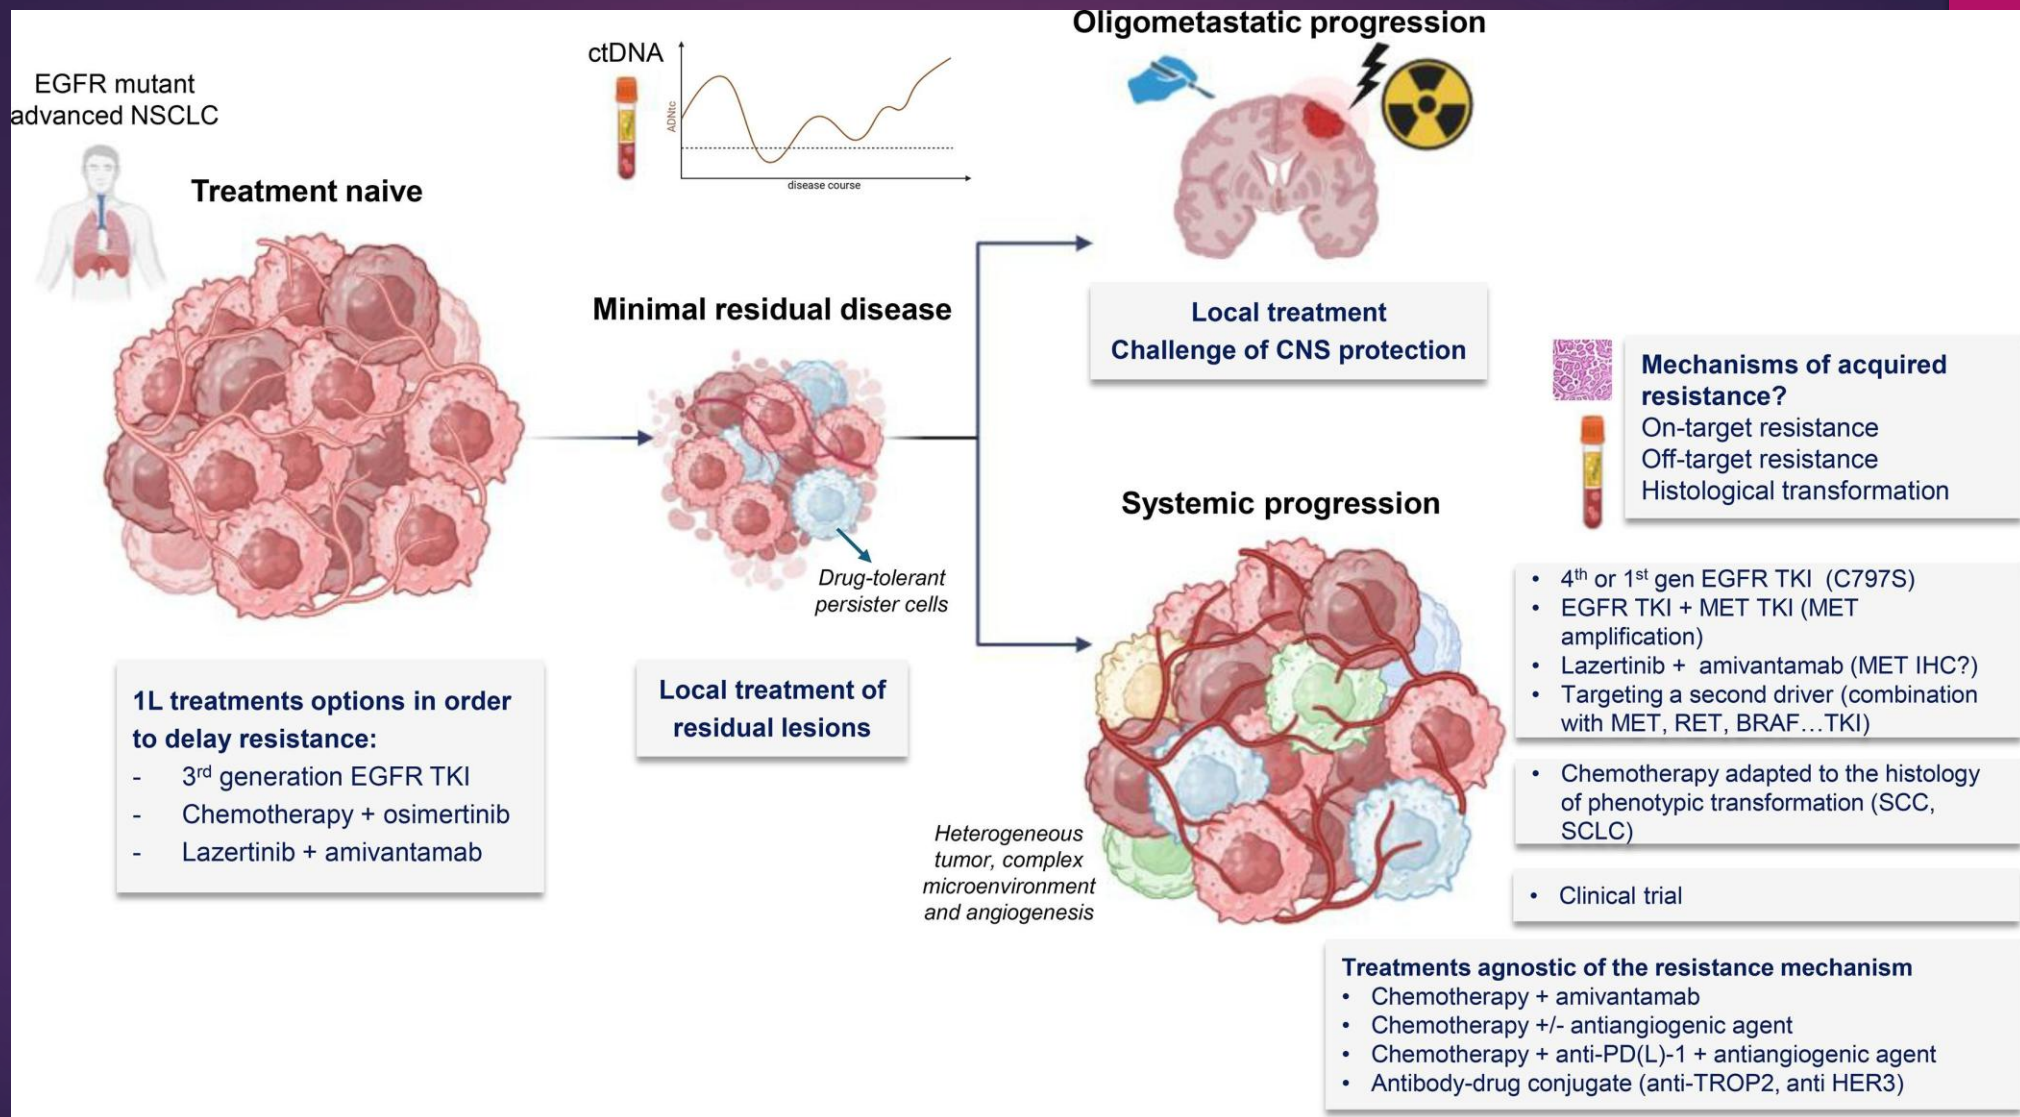 EGFR mutant
advanced NSCLC
Treatment naive
1L treatments options in order
to delay resistance:
- 3rd generation EGFR TKI
- Chemotherapy + osimertinib
- Lazertinib + amivantamab
ctDNA
ADNtc
disease course
Minimal residual disease
Drug-tolerant
persister cells
Local treatment of
residual lesions
Oligometastatic progression
Local treatment
Challenge of CNS protection
Systemic progression
Heterogeneous
tumor, complex
microenvironment
and angiogenesis
Mechanisms of acquired
resistance?
On-target resistance
Off-target resistance
Histological transformation
• 4th or 1st gen EGFR TKI (C797S)
• EGFR TKI + MET TKI (MET
amplification)
• Lazertinib + amivantamab (MET IHC?)
• Targeting a second driver (combination
with MET, RET, BRAF…TKI)
• Chemotherapy adapted to the histology
of phenotypic transformation (SCC,
SCLC)
• Clinical trial
Treatments agnostic of the resistance mechanism
• Chemotherapy + amivantamab
• Chemotherapy +/- antiangiogenic agent
• Chemotherapy + anti-PD(L)-1 + antiangiogenic agent
• Antibody-drug conjugate (anti-TROP2, anti HER3)